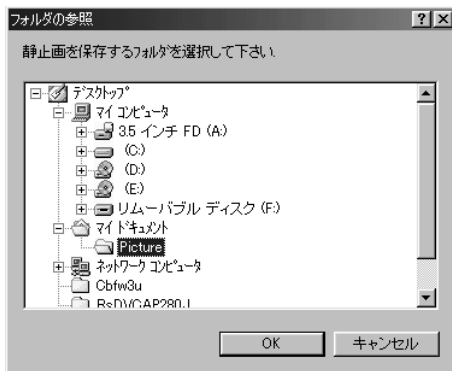 フォルダの参照
静止画を保存するﾌｫﾙﾀﾞを選択して下さい.
ﾃﾞｽｸﾄｯﾌﾟ
ﾏｲ ｺﾝﾋﾟｭｰﾀ
3.5 インチ FD (A:)
(C:)
(D:)
(E:)
リムーバブル ディスク (F:)
ﾏｲ ﾄﾞｷｭﾒﾝﾄ
Picture
ﾈｯﾄﾜｰｸ ｺﾝﾋﾟｭｰﾀ
Cbfw3u
RsDVCAP280J
OK キャンセル